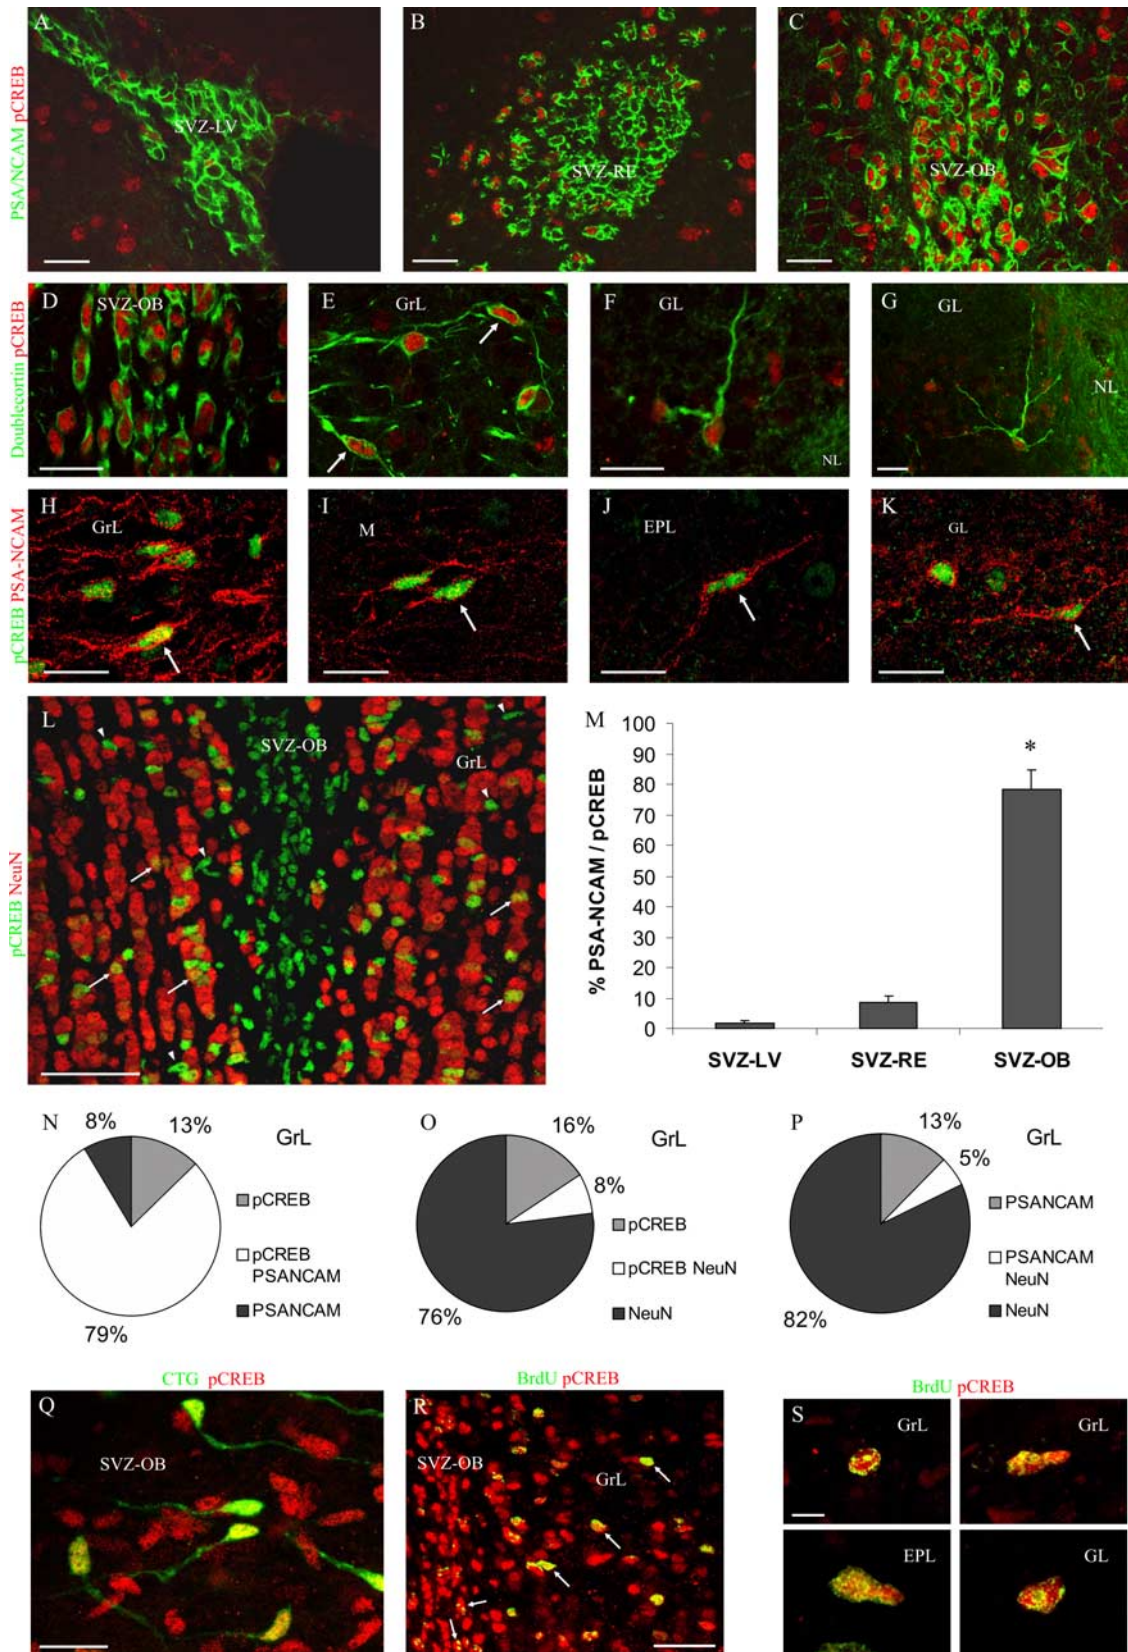 PSA/NCAM pCREB
A
SVZ-LV
B
SVZ-RE
C
SVZ-OB
Doublecortin pCREB
D
SVZ-OB
E
GrL
F
GL
NL
G
GL
NL
pCREB PSA-NCAM
H
GrL
I
M
J
EPL
K
GL
pCREB NeuN
L
SVZ-OB
GrL
M
% PSA-NCAM / pCREB
100
90
80
70
60
50
40
30
20
10
0
*
SVZ-LV
SVZ-RE
SVZ-OB
N
8%
13%
79%
GrL
pCREB
pCREB
PSANCAM
PSANCAM
O
16%
8%
76%
GrL
pCREB
pCREB NeuN
NeuN
P
13%
5%
82%
GrL
PSANCAM
PSANCAM
NeuN
NeuN
CTG pCREB
Q
SVZ-OB
BrdU pCREB
R
SVZ-OB
GrL
BrdU pCREB
S
GrL
GrL
EPL
GL